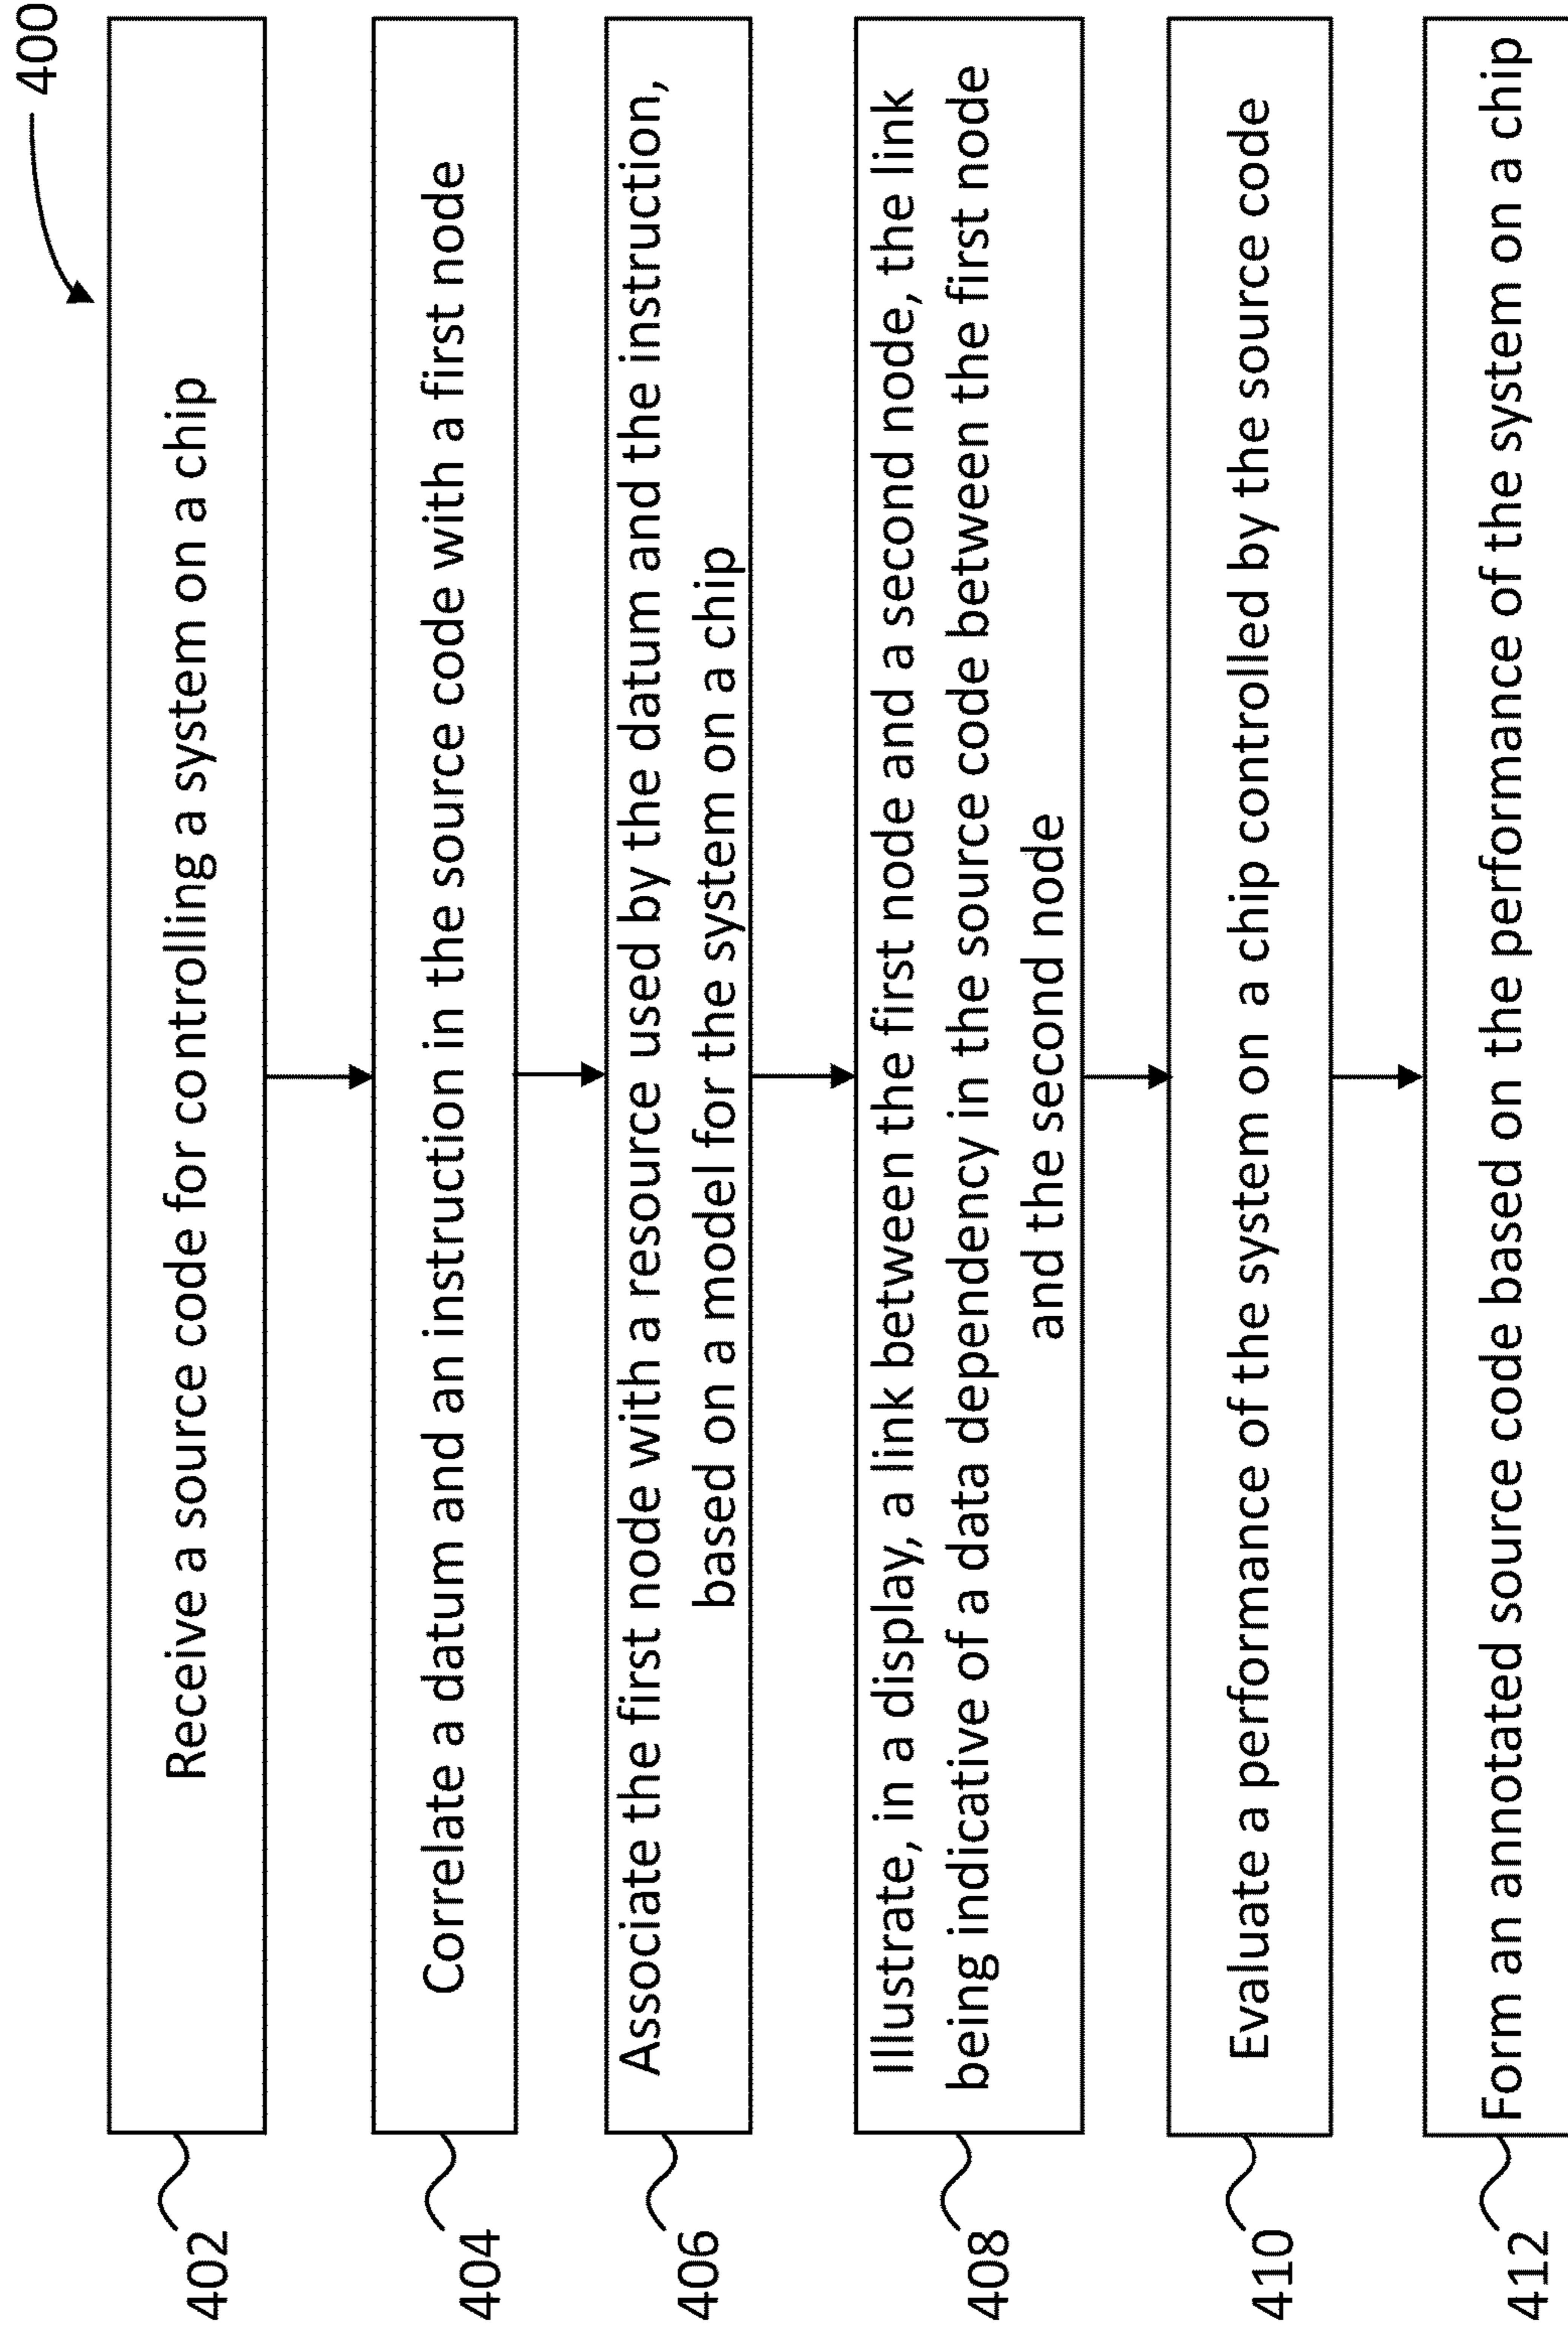 400
402
Receive a source code for controlling a system on a chip
404
Correlate a datum and an instruction in the source code with a first node
406
Associate the first node with a resource used by the datum and the instruction,
based on a model for the system on a chip
408
Illustrate, in a display, a link between the first node and a second node, the link
being indicative of a data dependency in the source code between the first node
and the second node
410
Evaluate a performance of the system on a chip controlled by the source code
412
Form an annotated source code based on the performance of the system on a chip